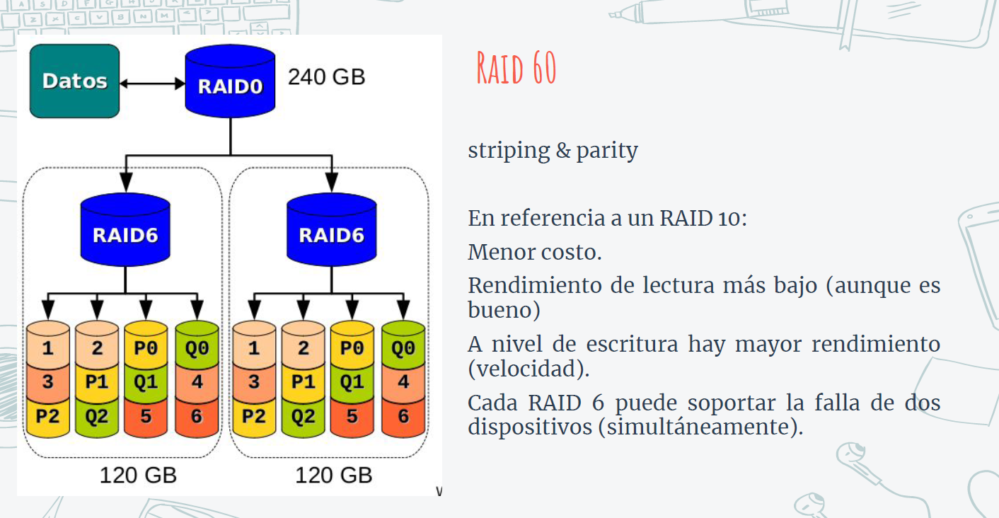 A S D F G H J K L
Z X C V B N M < >
Datos
RAID0
240 GB
RAID6
RAID6
1 2 P0 Q0
3 P1 Q1 4
P2 Q2 5 6
1 2 P0 Q0
3 P1 Q1 4
P2 Q2 5 6
120 GB
120 GB
RAID 60
striping & parity
En referencia a un RAID 10:
Menor costo.
Rendimiento de lectura más bajo (aunque es
bueno)
A nivel de escritura hay mayor rendimiento
(velocidad).
Cada RAID 6 puede soportar la falla de dos
dispositivos (simultáneamente).